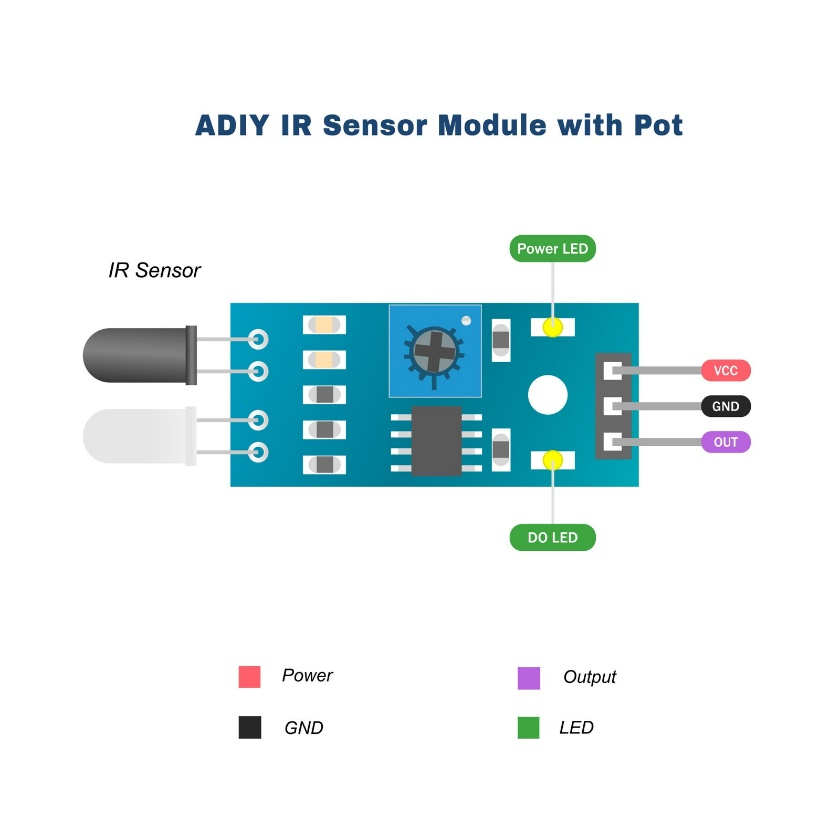 ADIY IR Sensor Module with Pot
Power LED
IR Sensor
VCC
GND
OUT
DO LED
Power
Output
GND
LED